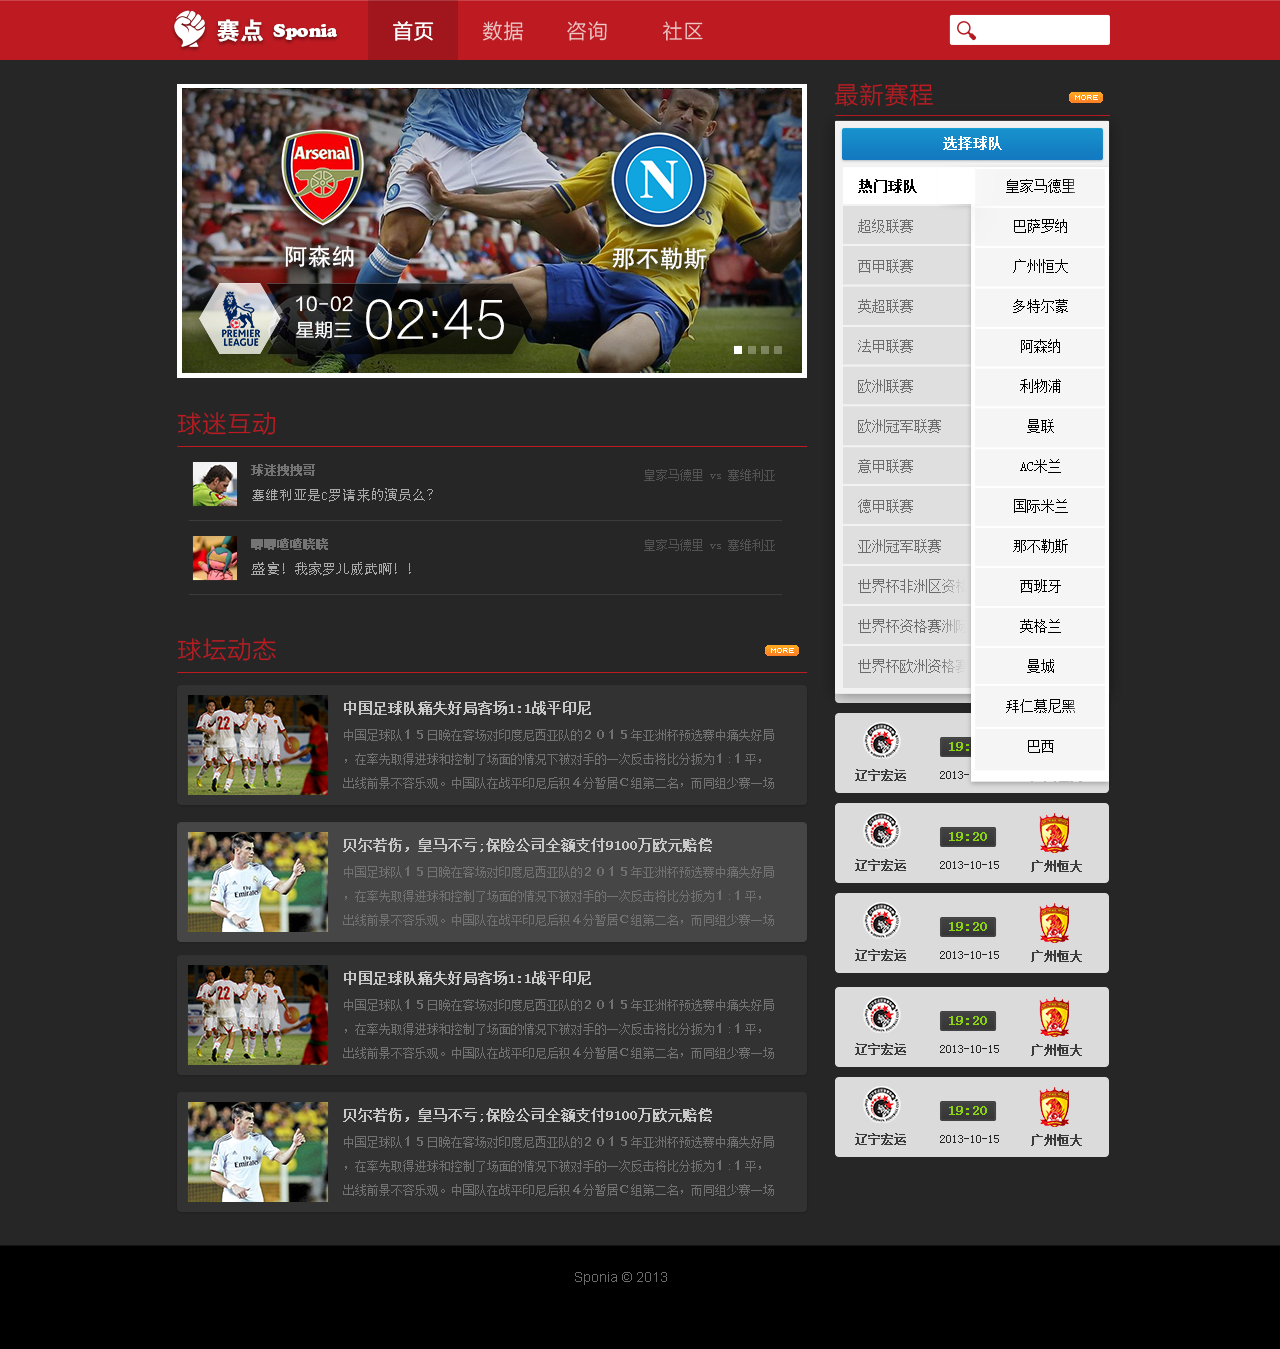 赛点 Sponia
首页
数据
咨询
社区
Arsenal
阿森纳
N
那不勒斯
PREMIER
LEAGUE
10-02
星期三
02:45
球迷互动
球迷拽拽哥
塞维利亚是C罗请来的演员么?
皇家马德里 vs 塞维利亚
唧唧喳喳晓晓
盛宴! 我家罗儿威武啊! !
皇家马德里 vs 塞维利亚
球坛动态
MORE
中国足球队痛失好局客场1:1战平印尼
中国足球队15日晚在客场对印度尼西亚队的2015年亚洲杯预选赛中痛失好局
，在率先取得进球和控制了场面的情况下被对手的一次反击将比分扳为1:1平，
出线前景不容乐观。中国队在战平印尼后积4分暂居C组第二名，而同组少赛一场
贝尔若伤，皇马不亏;保险公司全额支付9100万欧元赔偿
中国足球队15日晚在客场对印度尼西亚队的2015年亚洲杯预选赛中痛失好局
，在率先取得进球和控制了场面的情况下被对手的一次反击将比分扳为1:1平，
出线前景不容乐观。中国队在战平印尼后积4分暂居C组第二名，而同组少赛一场
中国足球队痛失好局客场1:1战平印尼
中国足球队15日晚在客场对印度尼西亚队的2015年亚洲杯预选赛中痛失好局
，在率先取得进球和控制了场面的情况下被对手的一次反击将比分扳为1:1平，
出线前景不容乐观。中国队在战平印尼后积4分暂居C组第二名，而同组少赛一场
贝尔若伤，皇马不亏;保险公司全额支付9100万欧元赔偿
中国足球队15日晚在客场对印度尼西亚队的2015年亚洲杯预选赛中痛失好局
，在率先取得进球和控制了场面的情况下被对手的一次反击将比分扳为1:1平，
出线前景不容乐观。中国队在战平印尼后积4分暂居C组第二名，而同组少赛一场
最新赛程
MORE
选择球队
热门球队
超级联赛
西甲联赛
英超联赛
法甲联赛
欧洲联赛
欧洲冠军联赛
意甲联赛
德甲联赛
亚洲冠军联赛
世界杯非洲区资格
世界杯资格赛洲际
世界杯欧洲资格赛
皇家马德里
巴萨罗纳
广州恒大
多特尔蒙
阿森纳
利物浦
曼联
AC米兰
国际米兰
那不勒斯
西班牙
英格兰
曼城
拜仁慕尼黑
巴西
辽宁宏运
19:
2013-
辽宁宏运
19:20
2013-10-15
广州恒大
辽宁宏运
19:20
2013-10-15
广州恒大
辽宁宏运
19:20
2013-10-15
广州恒大
辽宁宏运
19:20
2013-10-15
广州恒大
Sponia © 2013